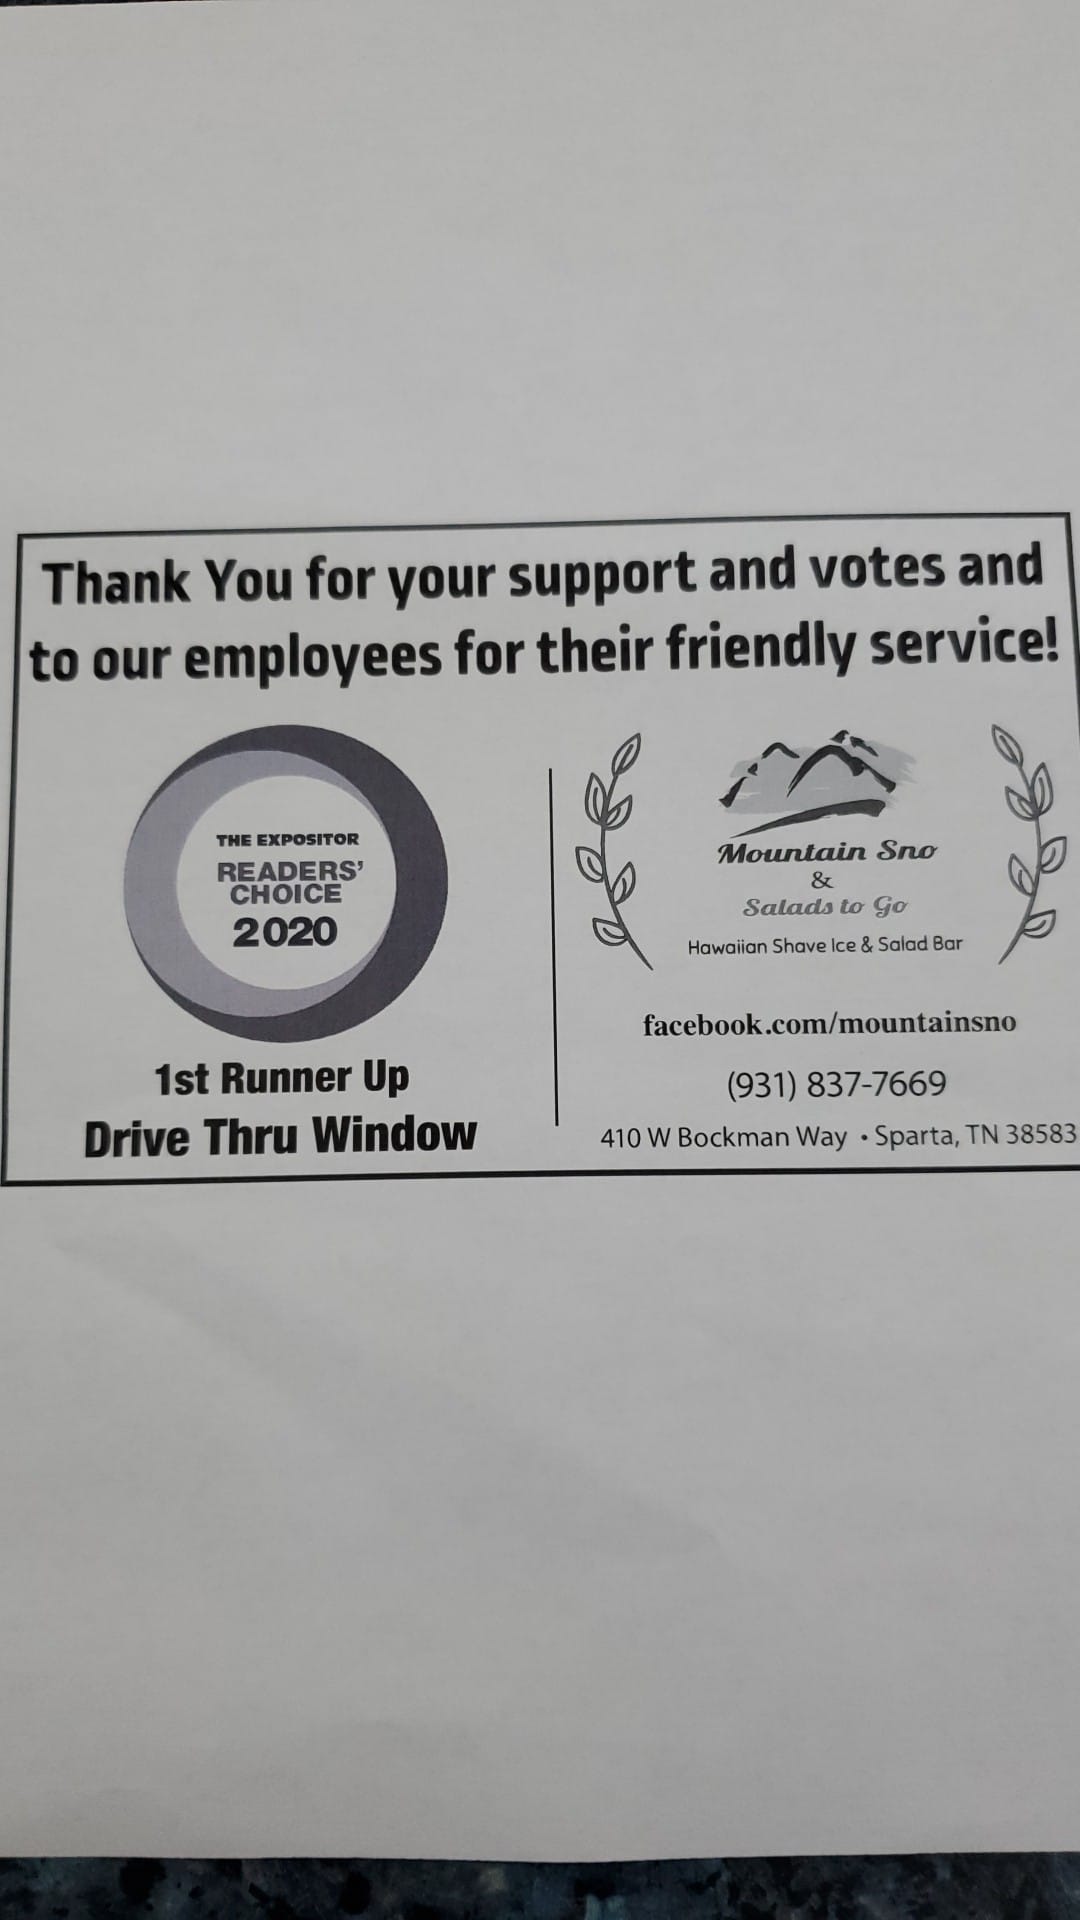 Thank You for your support and votes and
to our employees for their friendly service!
THE EXPOSITOR
READERS'
CHOICE
2020
1st Runner Up
Drive Thru Window
Mountain Sno
&
Salads to Go
Hawaiian Shave Ice & Salad Bar
facebook.com/mountainsno
(931) 837-7669
410 W Bockman Way • Sparta, TN 38583